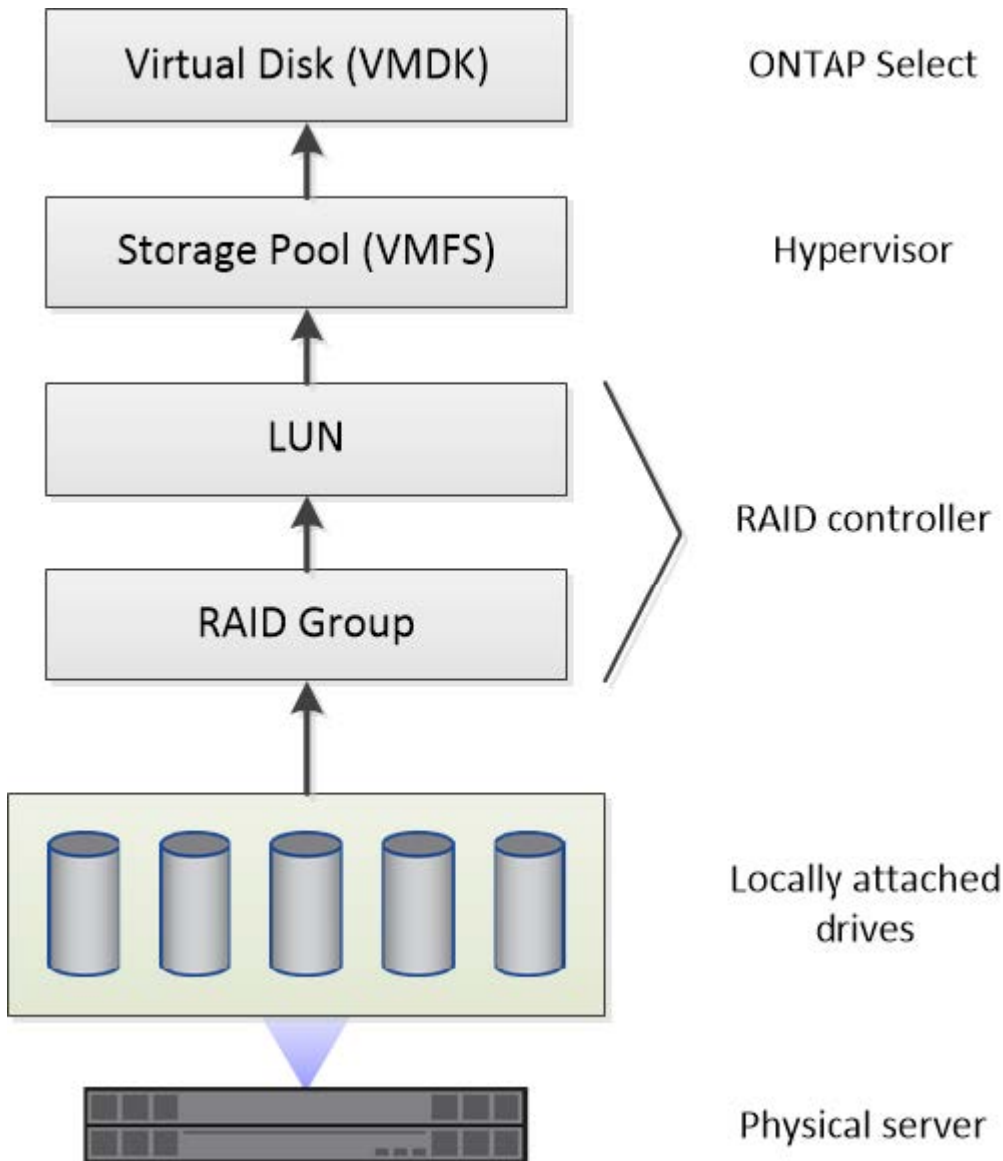 Virtual Disk (VMDK)
ONTAP Select
Storage Pool (VMFS)
Hypervisor
LUN
RAID controller
RAID Group
Locally attached
drives
Physical server